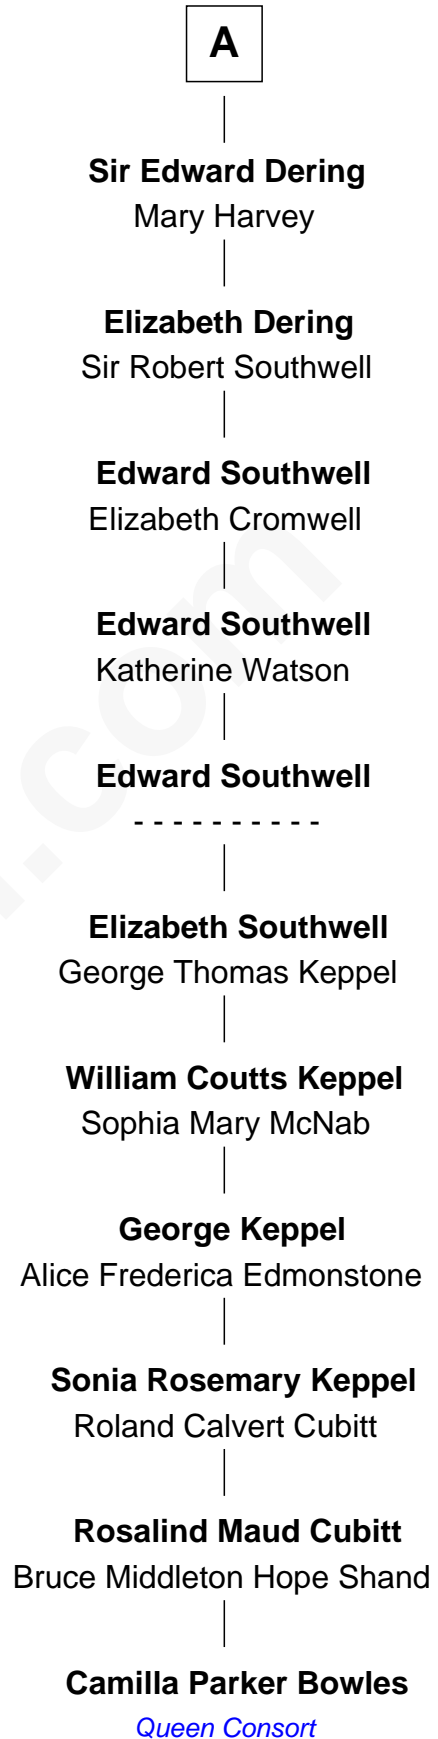 A
Sir Edward Dering
Mary Harvey
Elizabeth Dering
Sir Robert Southwell
Edward Southwell
Elizabeth Cromwell
Edward Southwell
Katherine Watson
Edward Southwell
- - - - - - - - - -
Elizabeth Southwell
George Thomas Keppel
William Coutts Keppel
Sophia Mary McNab
George Keppel
Alice Frederica Edmonstone
Sonia Rosemary Keppel
Roland Calvert Cubitt
Rosalind Maud Cubitt
Bruce Middleton Hope Shand
Camilla Parker Bowles
Queen Consort